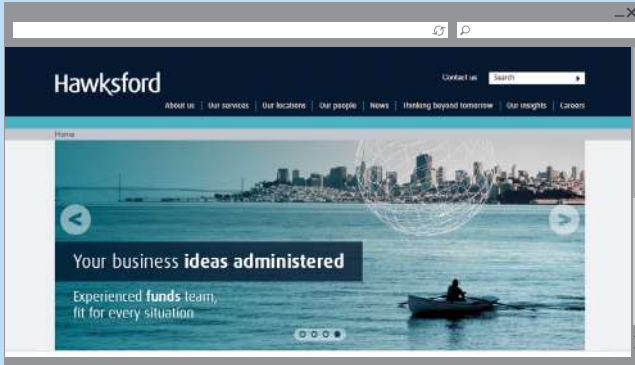 Hawksford
Contact us
Search
About us | Our services | Our locations | Our people | News | Thinking beyond tomorrow | Our insights | Careers
Home
Your business ideas administered
Experienced funds team,
fit for every situation